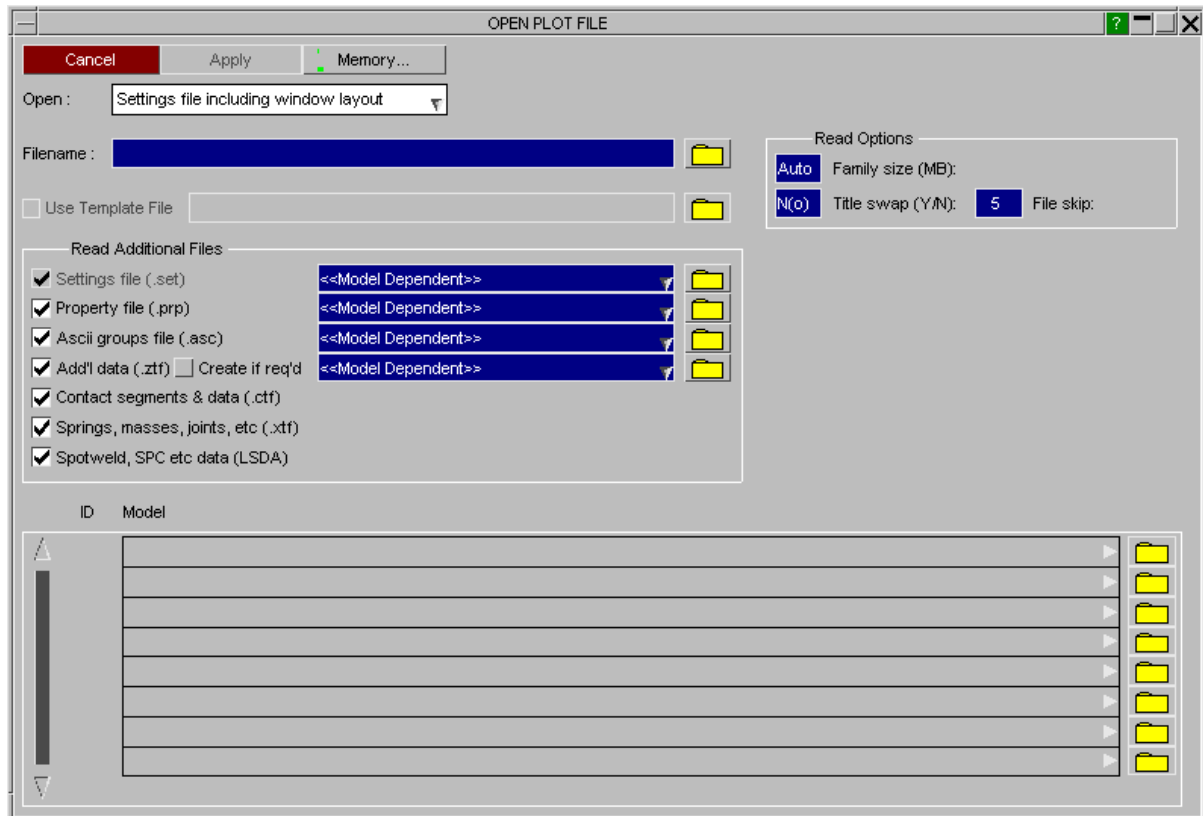 OPEN PLOT FILE
?
Cancel Apply Memory...
Open : Settings file including window layout
Filename :
Read Options
Auto Family size (MB):
N(o) Title swap (Y/N): 5 File skip:
Use Template File
Read Additional Files
Settings file (.set) <<Model Dependent>>
Property file (.prp) <<Model Dependent>>
Ascii groups file (.asc) <<Model Dependent>>
Add'l data (.ztf) Create if req'd <<Model Dependent>>
Contact segments & data (.ctf)
Springs, masses, joints, etc (.xtf)
Spotweld, SPC etc data (LSDA)
ID Model